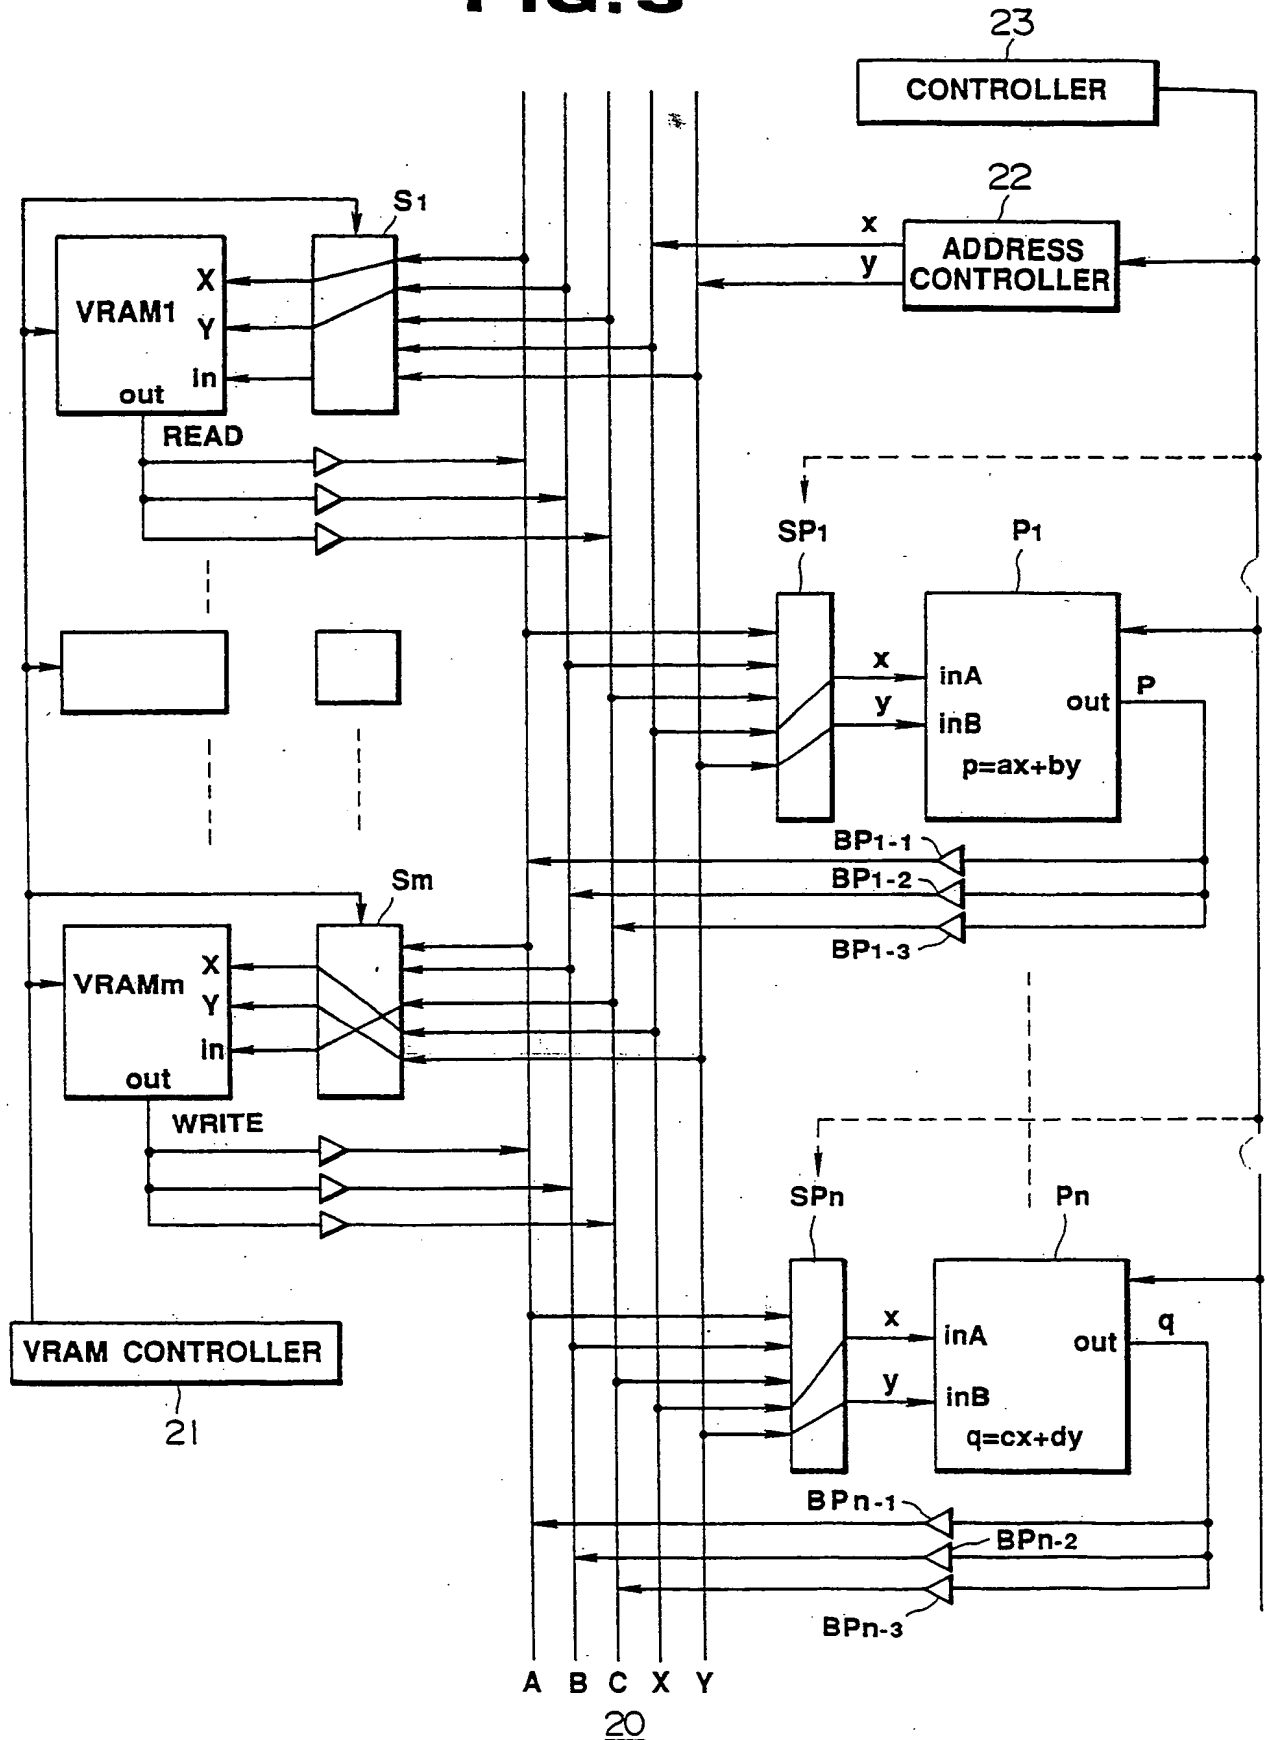 FIG. 3
23
CONTROLLER
22
x
y
ADDRESS
CONTROLLER
S1
X
VRAM1
Y
in
out
READ
SP1
P1
x
y
inA
inB
out
P
p=ax+by
BP1-1
BP1-2
BP1-3
Sm
X
VRAMm
Y
in
out
WRITE
SPn
Pn
x
y
inA
inB
out
q
q=cx+dy
VRAM CONTROLLER
21
BPn-1
BPn-2
BPn-3
A B C X Y
20